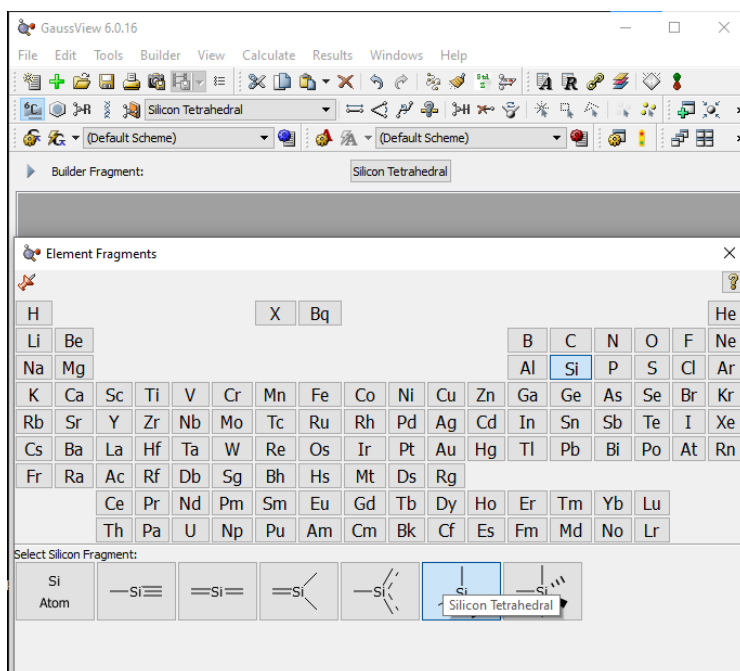 GaussView 6.0.16
File Edit Tools Builder View Calculate Results Windows Help
6C R Silicon Tetrahedral H
(Default Scheme) (Default Scheme)
Builder Fragment: Silicon Tetrahedral
Element Fragments
?
H X Bq He
Li Be B C N O F Ne
Na Mg Al Si P S Cl Ar
K Ca Sc Ti V Cr Mn Fe Co Ni Cu Zn Ga Ge As Se Br Kr
Rb Sr Y Zr Nb Mo Tc Ru Rh Pd Ag Cd In Sn Sb Te I Xe
Cs Ba La Hf Ta W Re Os Ir Pt Au Hg Tl Pb Bi Po At Rn
Fr Ra Ac Rf Db Sg Bh Hs Mt Ds Rg
Ce Pr Nd Pm Sm Eu Gd Tb Dy Ho Er Tm Yb Lu
Th Pa U Np Pu Am Cm Bk Cf Es Fm Md No Lr
Select Silicon Fragment:
Si Si Si Si Si Si Si
Atom
Silicon Tetrahedral